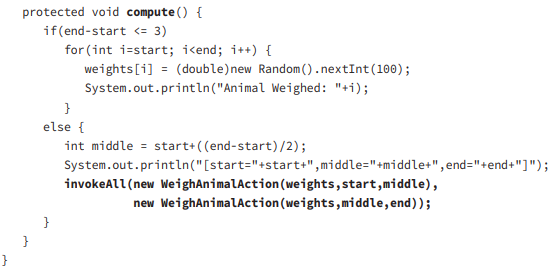 protected void compute() {
if(end-start <= 3)
for(int i=start; i<end; i++) {
weights[i] = (double)new Random().nextInt(100);
System.out.println("Animal Weighed: "+i);
}
else {
int middle = start+((end-start)/2);
System.out.println("[start="+start+",middle="+middle+",end="+end+"]");
invokeAll(new WeighAnimalAction(weights,start,middle),
new WeighAnimalAction(weights,middle,end));
}
}
}